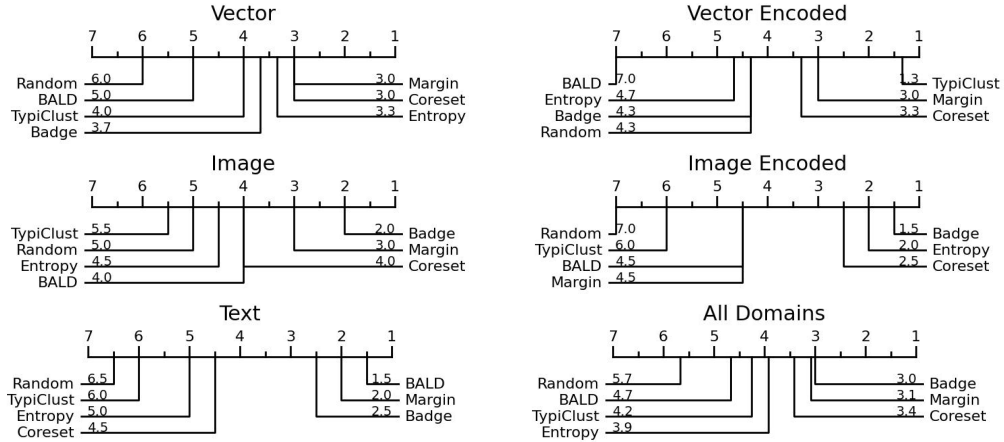 Vector
7 6 5 4 3 2 1
Random 6.0 3.0 Margin
BALD 5.0 3.0 Coreset
TypiClust 4.0 3.3 Entropy
Badge 3.7
Vector Encoded
7 6 5 4 3 2 1
BALD 7.0 1.3 TypiClust
Entropy 4.7 3.0 Margin
Badge 4.3 3.3 Coreset
Random 4.3
Image
7 6 5 4 3 2 1
TypiClust 5.5 2.0 Badge
Random 5.0 3.0 Margin
Entropy 4.5 4.0 Coreset
BALD 4.0
Image Encoded
7 6 5 4 3 2 1
Random 7.0 1.5 Badge
TypiClust 6.0 2.0 Entropy
BALD 4.5 2.5 Coreset
Margin 4.5
Text
7 6 5 4 3 2 1
Random 6.5 1.5 BALD
TypiClust 6.0 2.0 Margin
Entropy 5.0 2.5 Badge
Coreset 4.5
All Domains
7 6 5 4 3 2 1
Random 5.7 3.0 Badge
BALD 4.7 3.1 Margin
TypiClust 4.2 3.4 Coreset
Entropy 3.9